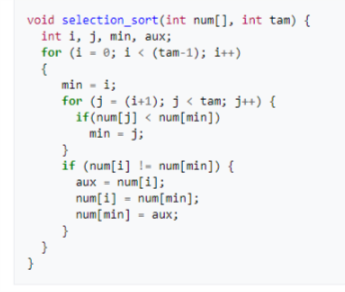 void selection_sort(int num[], int tam) {
  int i, j, min, aux;
  for (i = 0; i < (tam-1); i++)
  {
     min = i;
     for (j = (i+1); j < tam; j++) {
       if(num[j] < num[min])
         min = j;
     }
     if (num[i] != num[min]) {
       aux = num[i];
       num[i] = num[min];
       num[min] = aux;
     }
  }
}